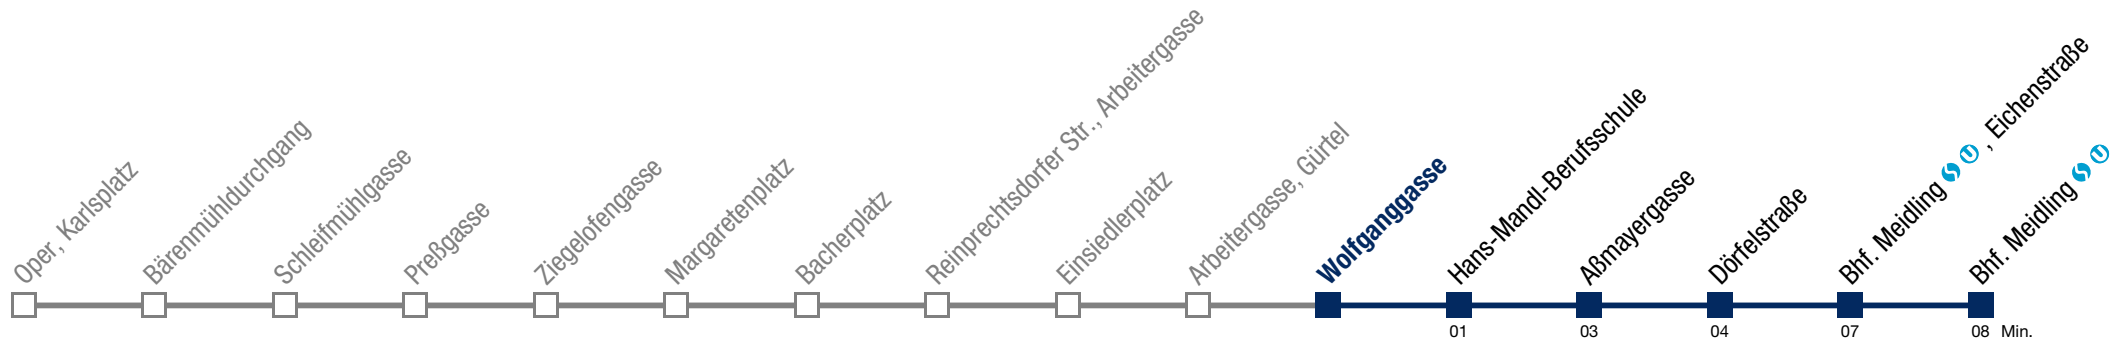 Oper, Karlsplatz
Bärenmühldurchgang
Schleifmühlgasse
Preßgasse
Ziegelofengasse
Margaretenplatz
Bacherplatz
Reinprechtsdorfer Str., Arbeitergasse
Einsiedlerplatz
Arbeitergasse, Gürtel
Wolfganggasse
Hans-Mandl-Berufsschule
Aßmayergasse
Dörfelstraße
Bhf. Meidling S U , Eichenstraße
Bhf. Meidling S U
01 03 04 07 08 Min.